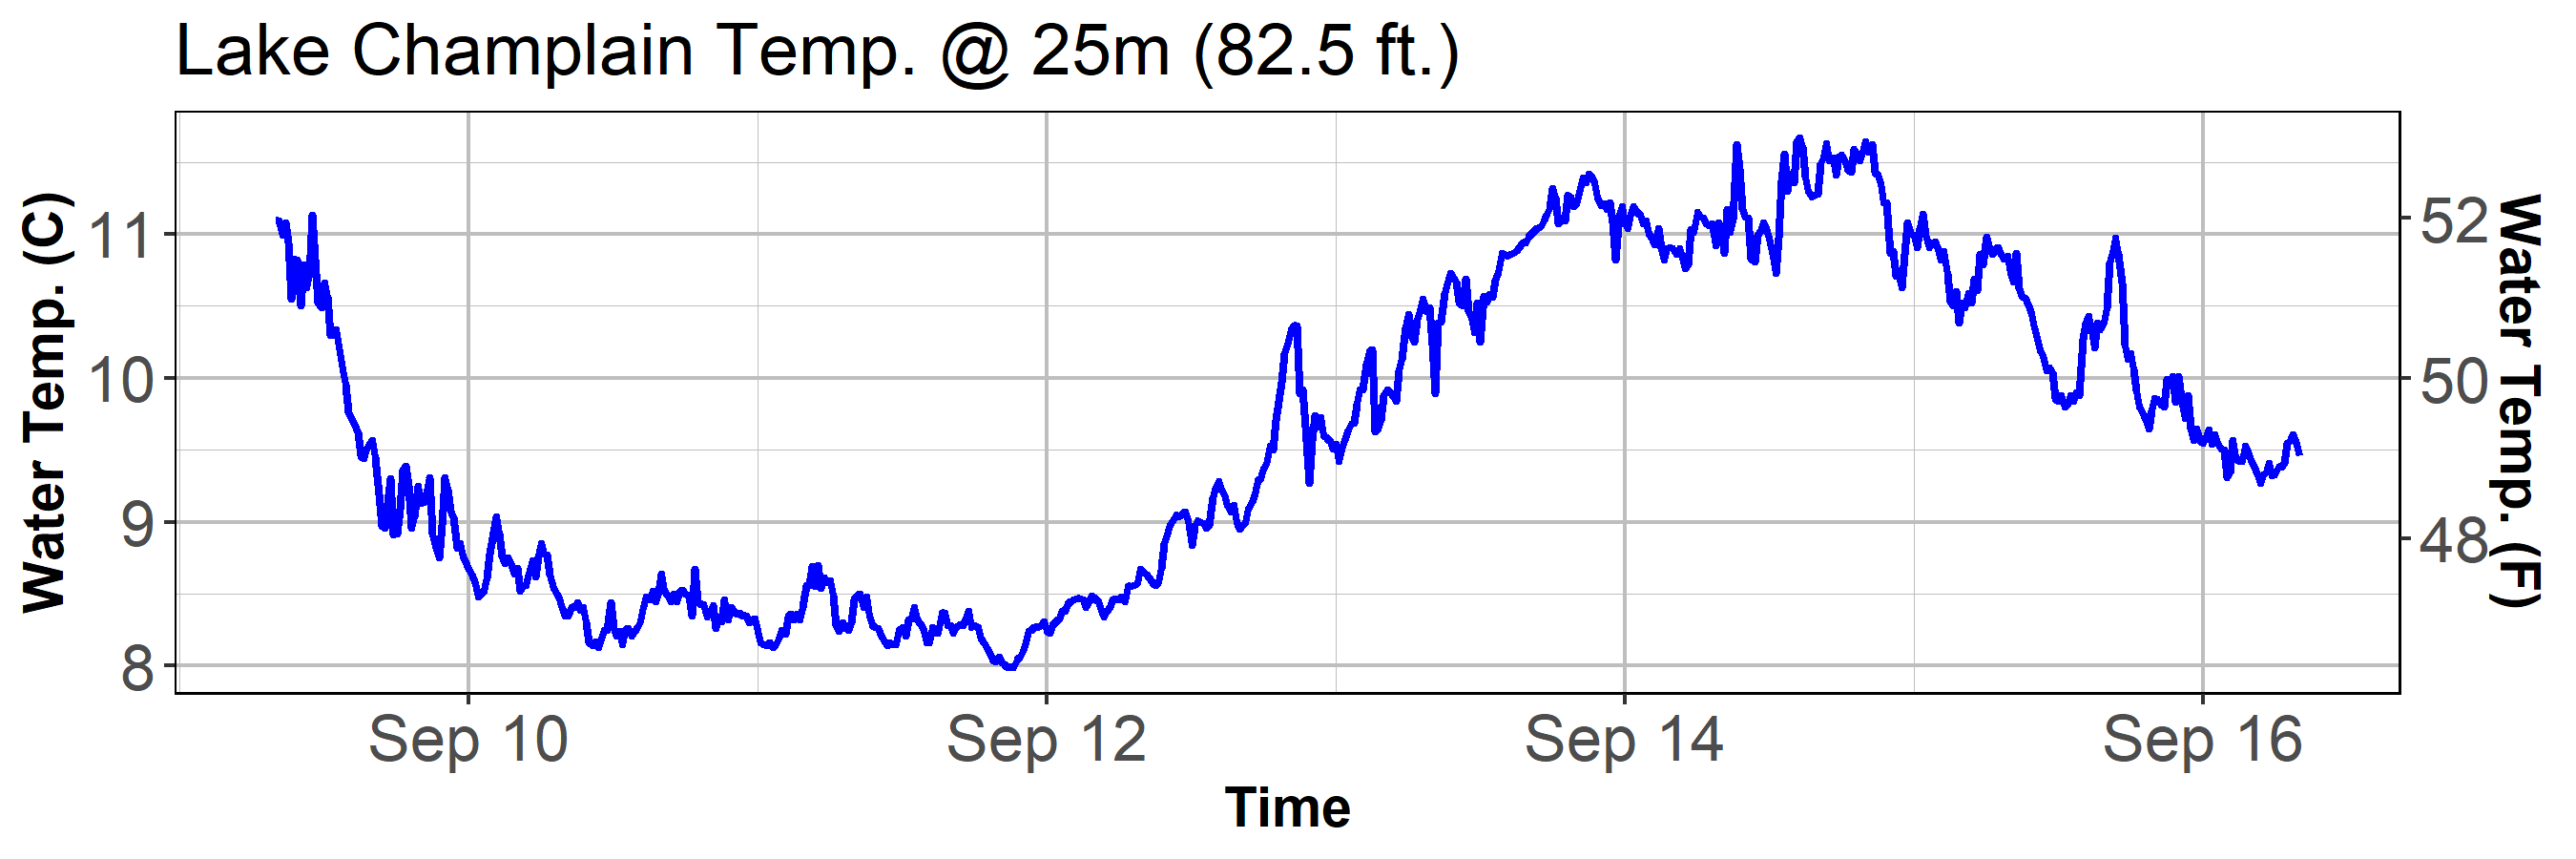 Lake Champlain Temp. @ 25m (82.5 ft.)
Water Temp. (C)
11
10
9
8
52
50
48
Water Temp. (F)
Sep 10
Sep 12
Sep 14
Sep 16
Time